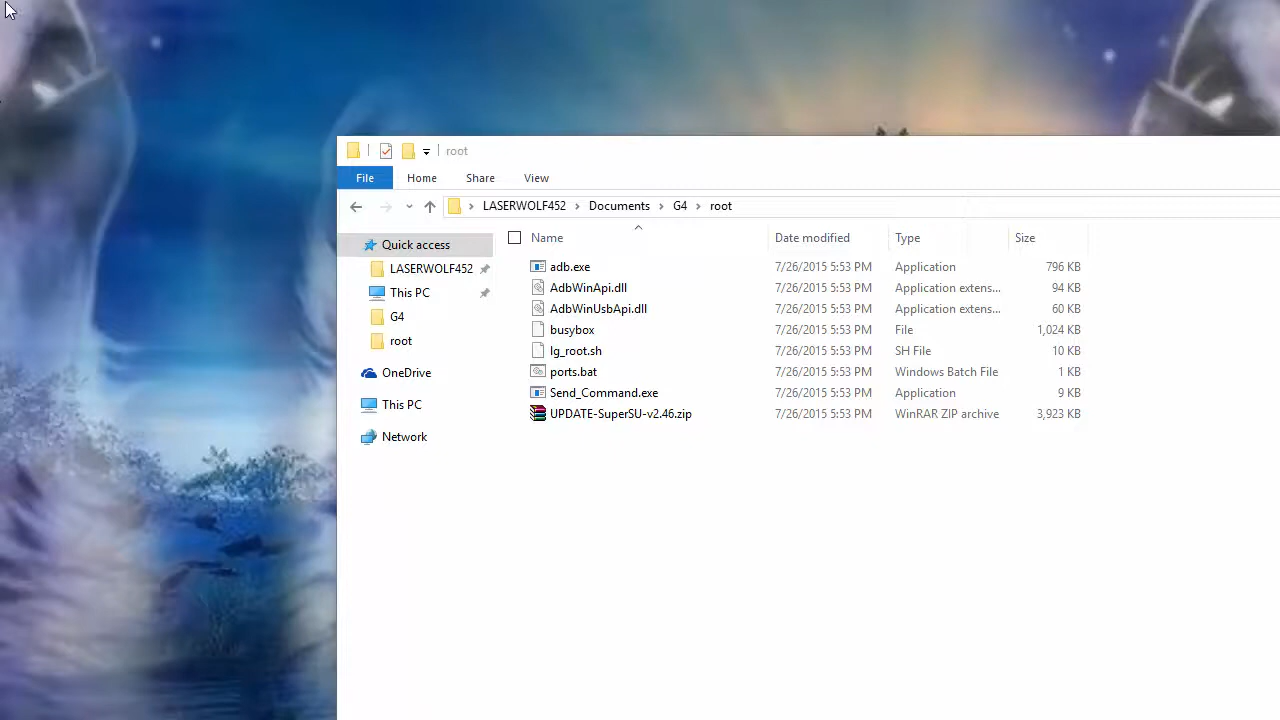 root
File Home Share View
LASERWOLF452 Documents G4 root
Quick access
LASERWOLF452
This PC
G4
root
OneDrive
This PC
Network
Name Date modified Type Size
adb.exe 7/26/2015 5:53 PM Application 796 KB
AdbWinApi.dll 7/26/2015 5:53 PM Application extens... 94 KB
AdbWinUsbApi.dll 7/26/2015 5:53 PM Application extens... 60 KB
busybox 7/26/2015 5:53 PM File 1,024 KB
lg_root.sh 7/26/2015 5:53 PM SH File 10 KB
ports.bat 7/26/2015 5:53 PM Windows Batch File 1 KB
Send_Command.exe 7/26/2015 5:53 PM Application 9 KB
UPDATE-SuperSU-v2.46.zip 7/26/2015 5:53 PM WinRAR ZIP archive 3,923 KB